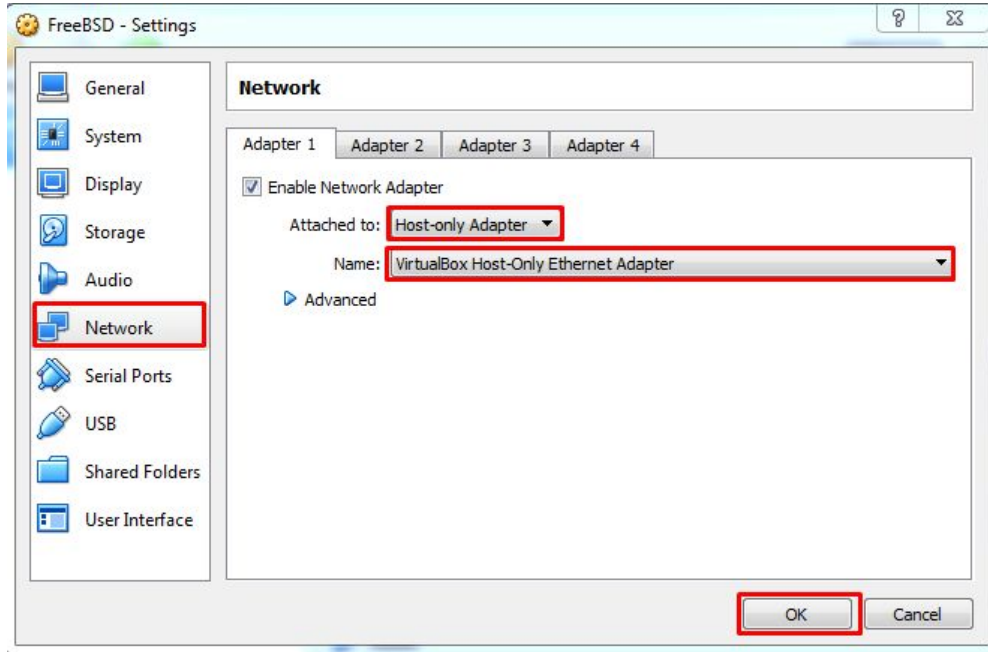 FreeBSD - Settings
General
System
Display
Storage
Audio
Network
Serial Ports
USB
Shared Folders
User Interface
Network
Adapter 1 Adapter 2 Adapter 3 Adapter 4
Enable Network Adapter
Attached to: Host-only Adapter
Name: VirtualBox Host-Only Ethernet Adapter
Advanced
OK Cancel